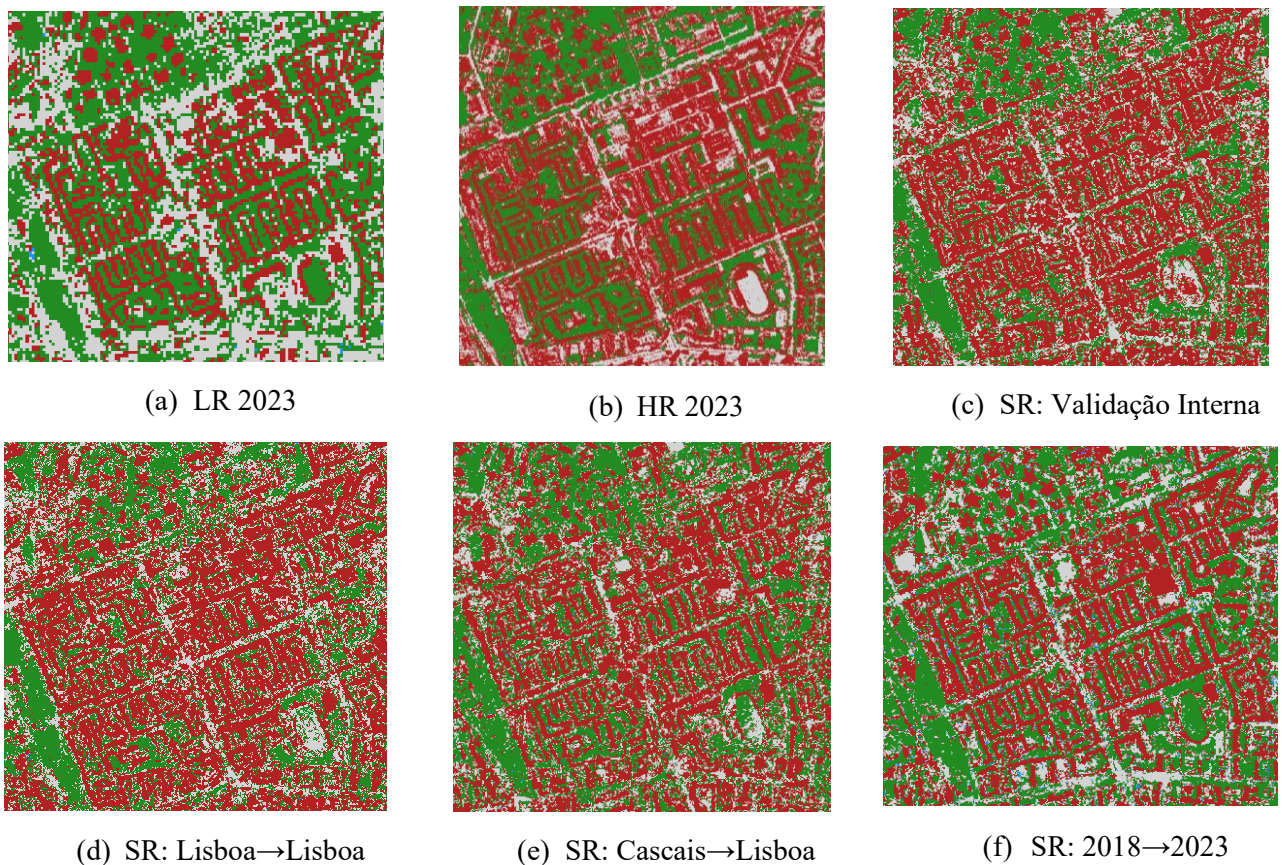 (a) LR 2023
(b) HR 2023
(c) SR: Validação Interna
(d) SR: Lisboa→Lisboa
(e) SR: Cascais→Lisboa
(f) SR: 2018→2023